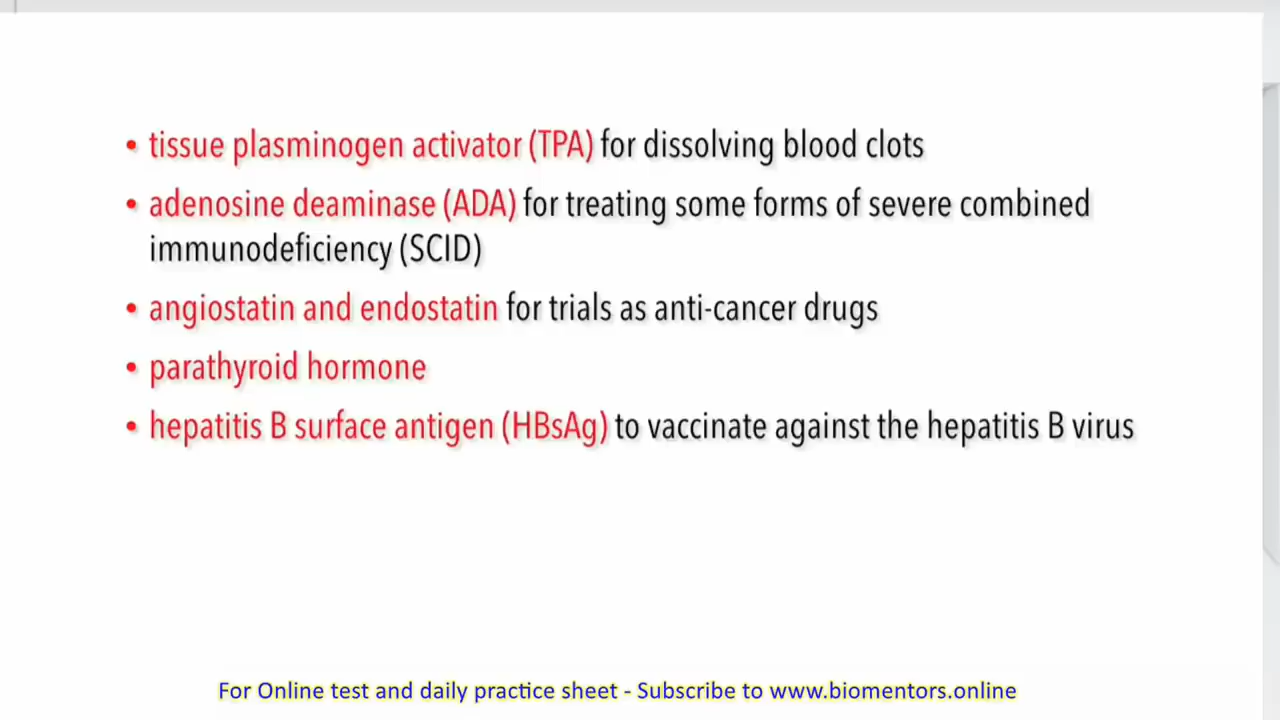 • tissue plasminogen activator (TPA) for dissolving blood clots
• adenosine deaminase (ADA) for treating some forms of severe combined
immunodeficiency (SCID)
• angiostatin and endostatin for trials as anti-cancer drugs
• parathyroid hormone
• hepatitis B surface antigen (HBsAg) to vaccinate against the hepatitis B virus
For Online test and daily practice sheet - Subscribe to www.biomentors.online